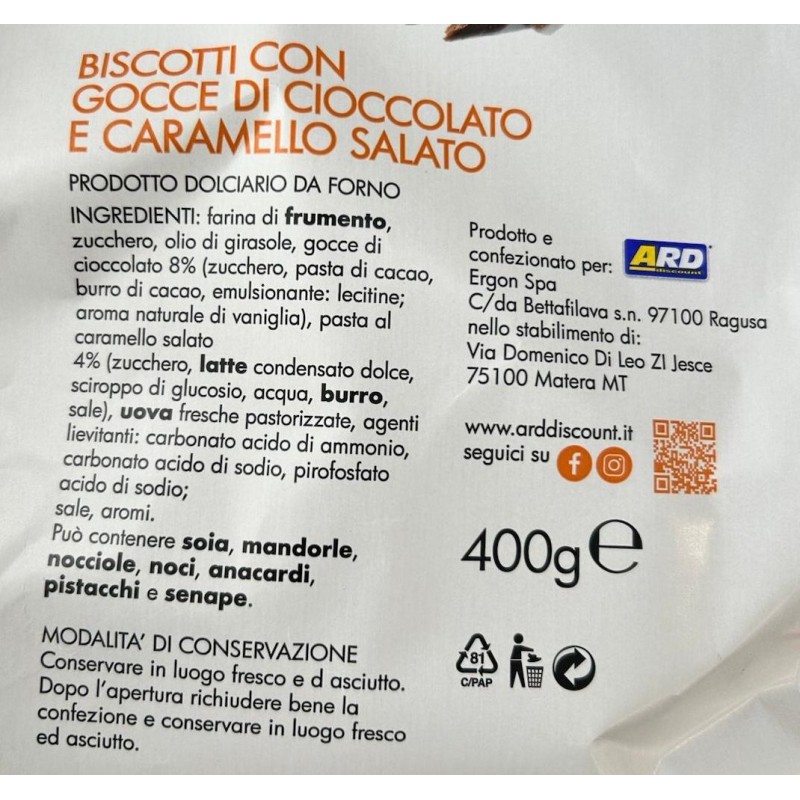 BISCOTTI CON
GOCCE DI CIOCCOLATO
E CARAMELLO SALATO
PRODOTTO DOLCIARIO DA FORNO
INGREDIENTI: farina di frumento,
zucchero, olio di girasole, gocce di
cioccolato 8% (zucchero, pasta di cacao,
burro di cacao, emulsionante: lecitine;
aroma naturale di vaniglia), pasta al
caramello salato
4% (zucchero, latte condensato dolce,
sciroppo di glucosio, acqua, burro,
sale), uova fresche pastorizzate, agenti
lievitanti: carbonato acido di ammonio,
carbonato acido di sodio, pirofosfato
acido di sodio;
sale, aromi.
Può contenere soia, mandorle,
nocciole, noci, anacardi,
pistacchi e senape.
MODALITA' DI CONSERVAZIONE
Conservare in luogo fresco e d asciutto.
Dopo l'apertura richiudere bene la
confezione e conservare in luogo fresco
ed asciutto.
Prodotto e
confezionato per:
ARD
discount
Ergon Spa
C/da Bettafilava s.n. 97100 Ragusa
nello stabilimento di:
Via Domenico Di Leo ZI Jesce
75100 Matera MT
www.arddiscount.it
seguici su
400g e
81
C/PAP